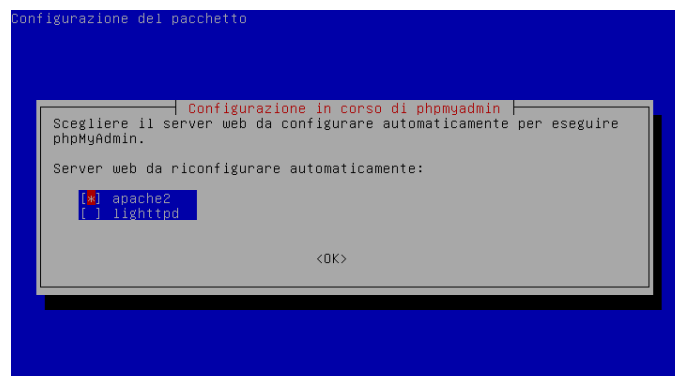 Configurazione del pacchetto
Configurazione in corso di phpmyadmin
Scegliere il server web da configurare automaticamente per eseguire
phpMyAdmin.
Server web da riconfigurare automaticamente:
[*] apache2
[ ] lighttpd
<OK>